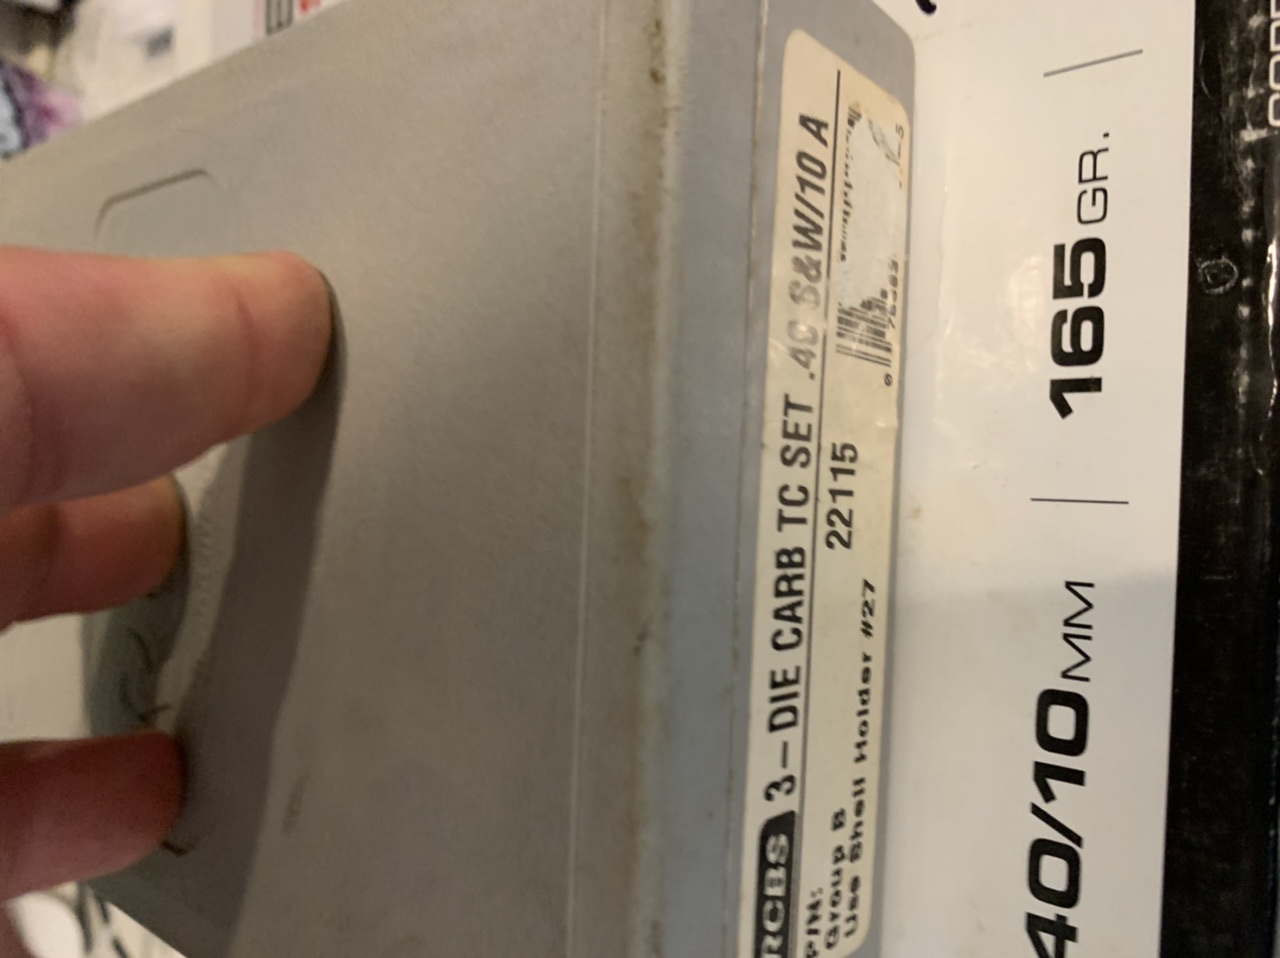 RCBS 3-DIE CARB TC SET .40 S&W/10 A
P/N: 22115
Group B
Use Shell Holder #27
40/10MM | 165 GR. |